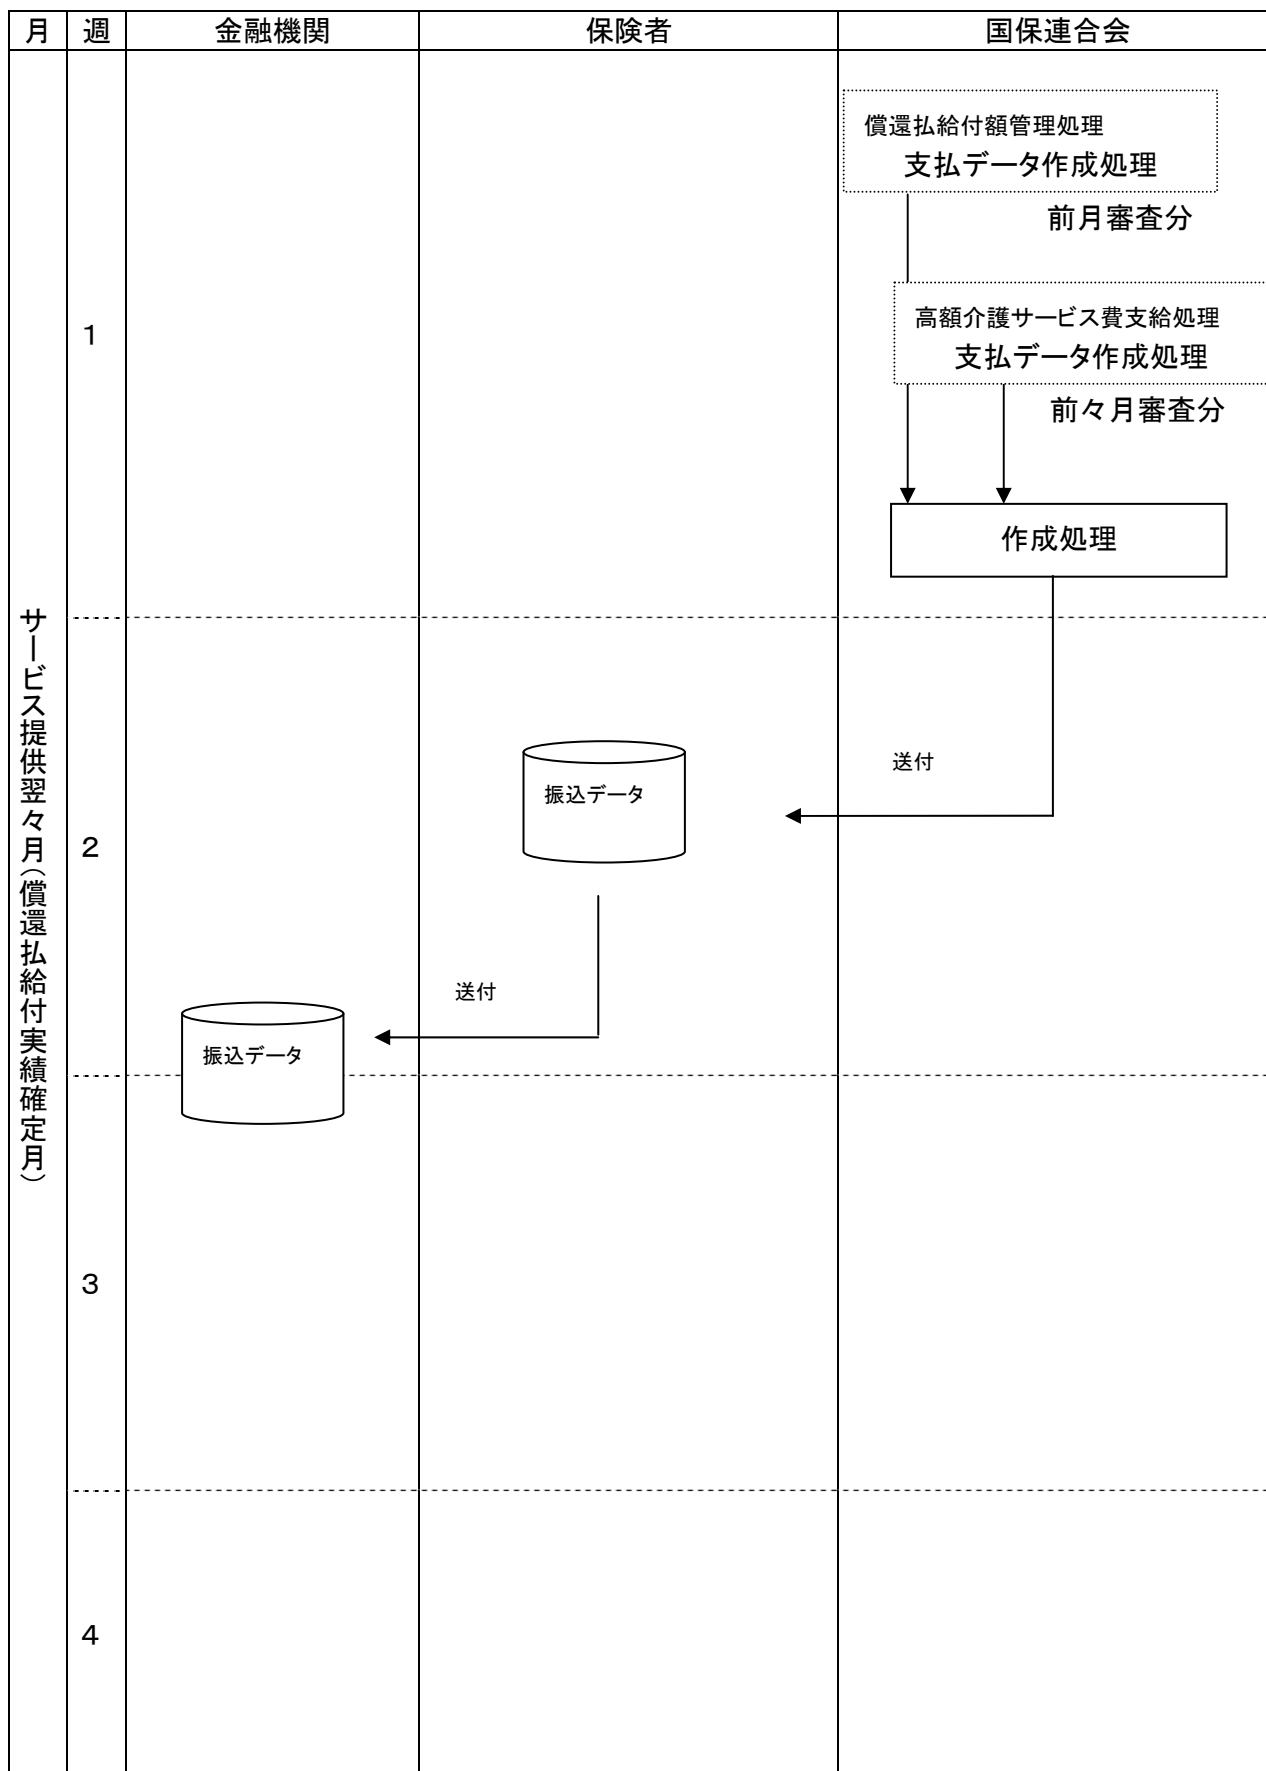 月 週 金融機関 保険者 国保連合会
償還払給付額管理処理
支払データ作成処理
前月審査分
高額介護サービス費支給処理
1
支払データ作成処理
前々月審査分
作成処理
サービス提供翌々月（償還払給付実績確定月）
送付
振込データ
2
送付
振込データ
3
4